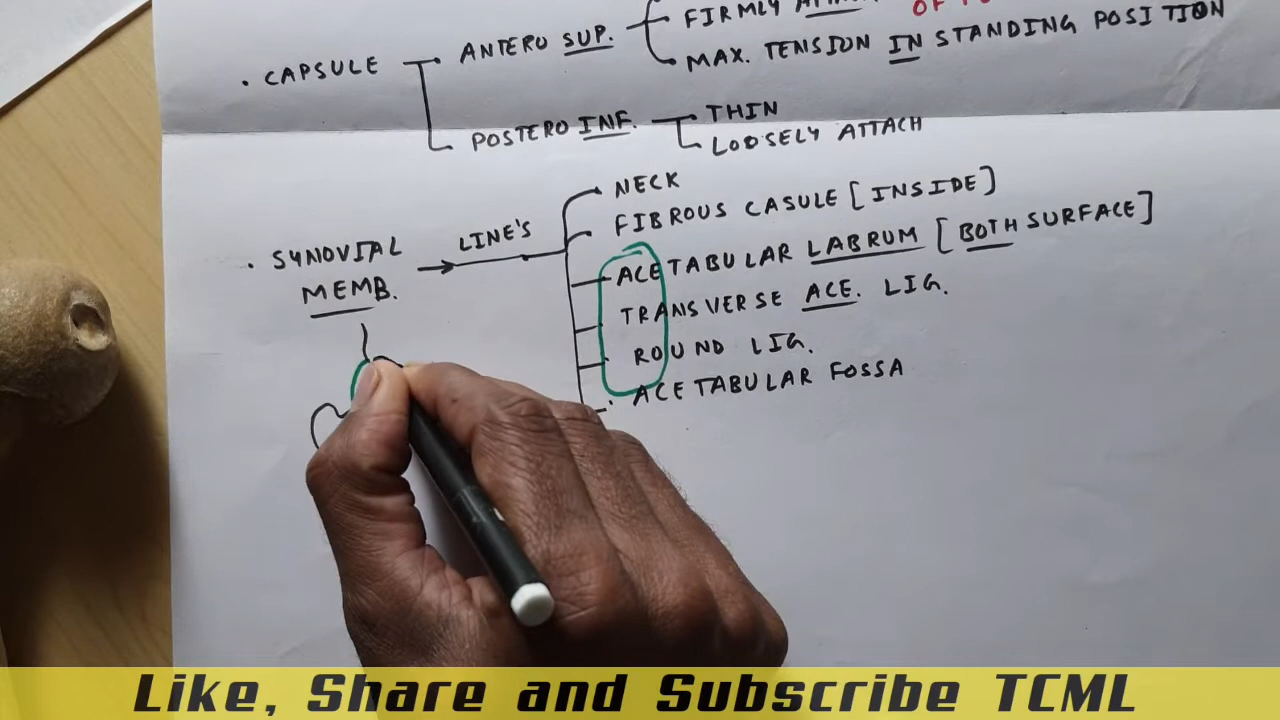 FIRMLY
OF
. CAPSULE ANTERO SUP. MAX. TENSION IN STANDING POSITION
POSTERO INF. THIN
LOOSELY ATTACH
. SYNOVIAL MEMB. LINE'S
NECK
FIBROUS CASULE [INSIDE]
ACETABULAR LABRUM [BOTH SURFACE]
TRANSVERSE ACE. LIG.
ROUND LIG.
ACETABULAR FOSSA
Like, Share and Subscribe TCML